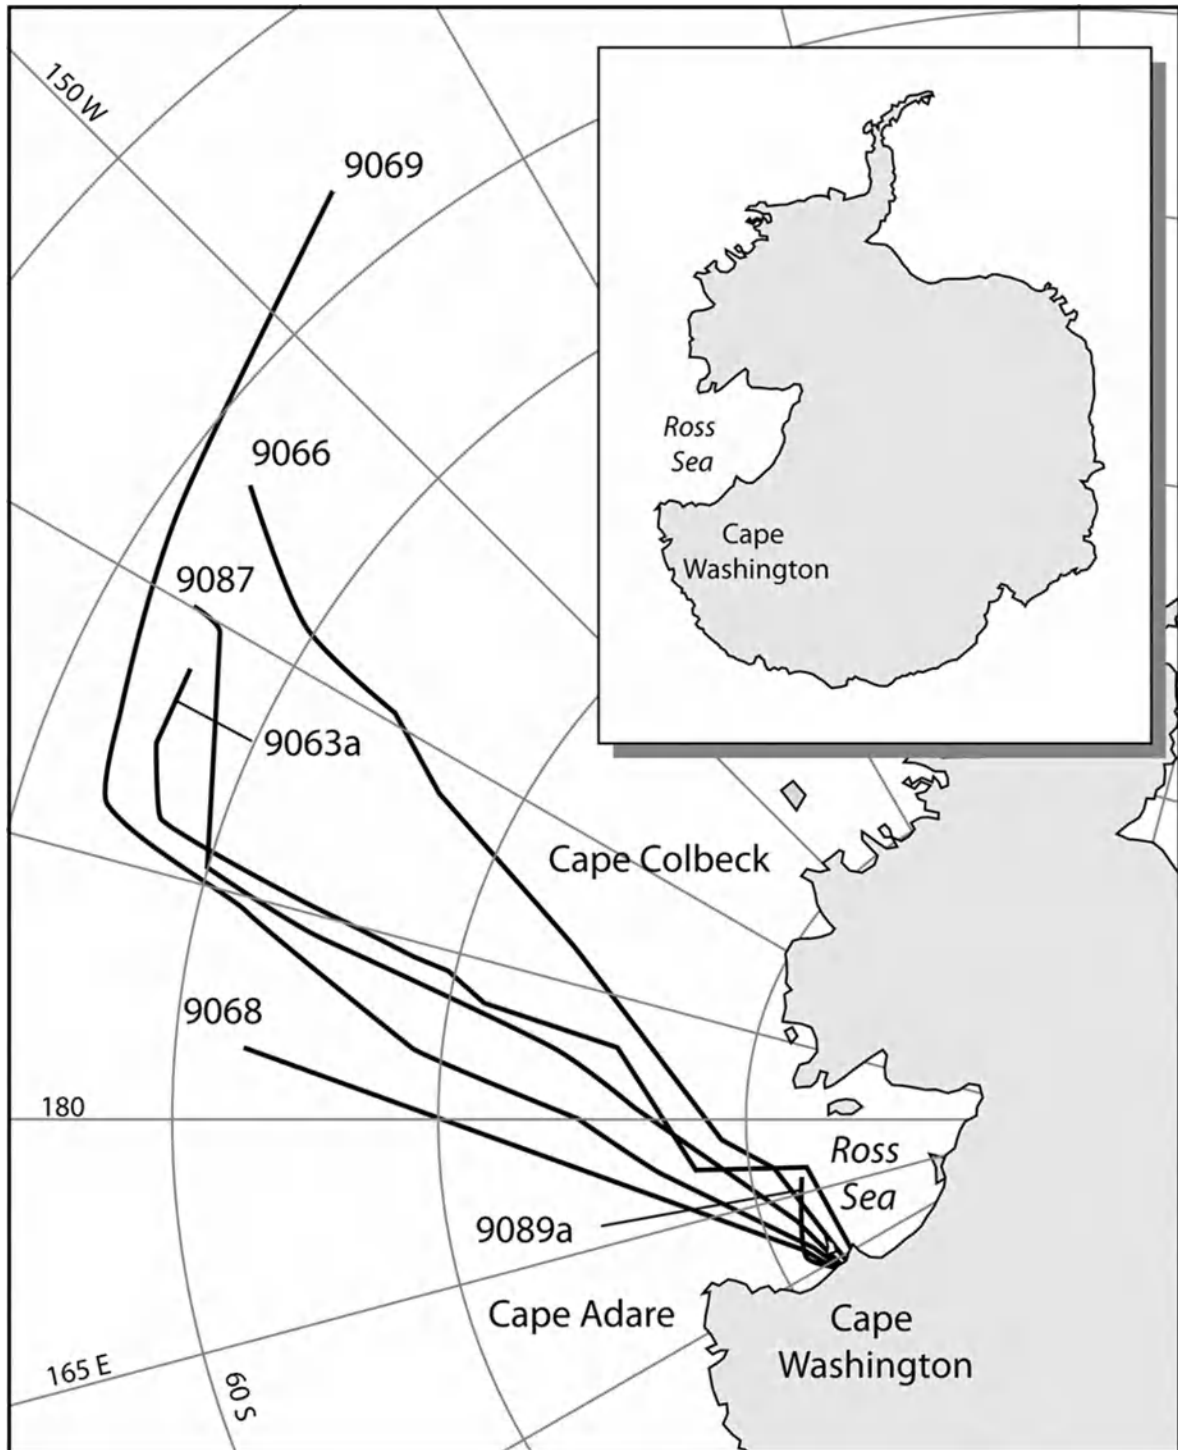 150 W
9069
9066
9087
9063a
Cape Colbeck
9068
180
Ross
Sea
9089a
Cape Adare
Cape
Washington
165 E
60 S
Ross
Sea
Cape
Washington